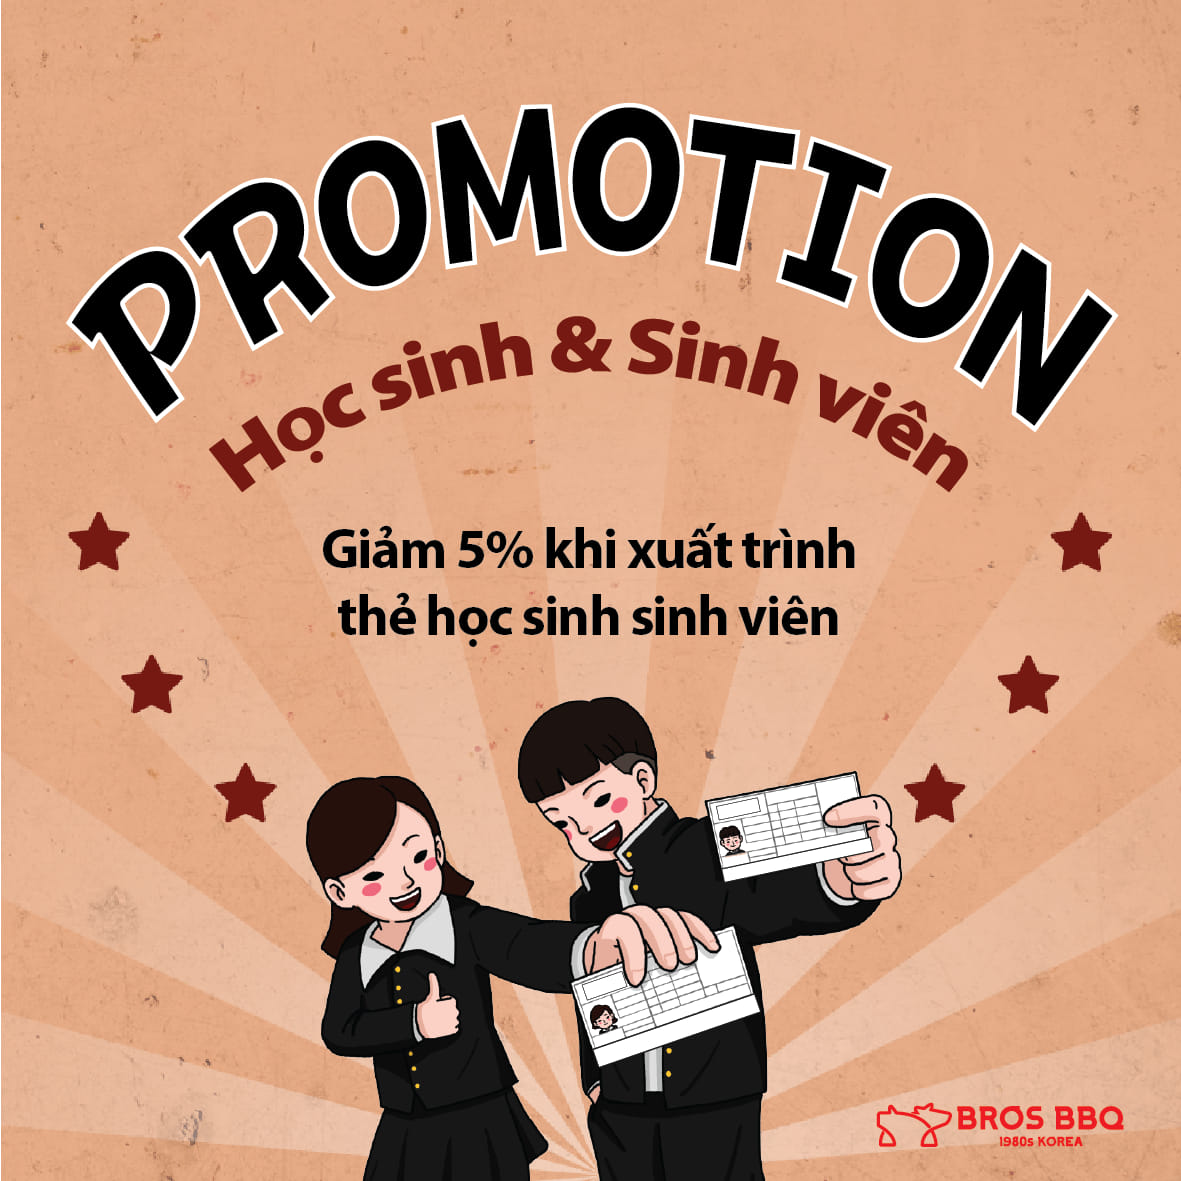 PROMOTION
Học sinh & Sinh viên
Giảm 5% khi xuất trình
thẻ học sinh sinh viên
BROS BBQ
1980s KOREA